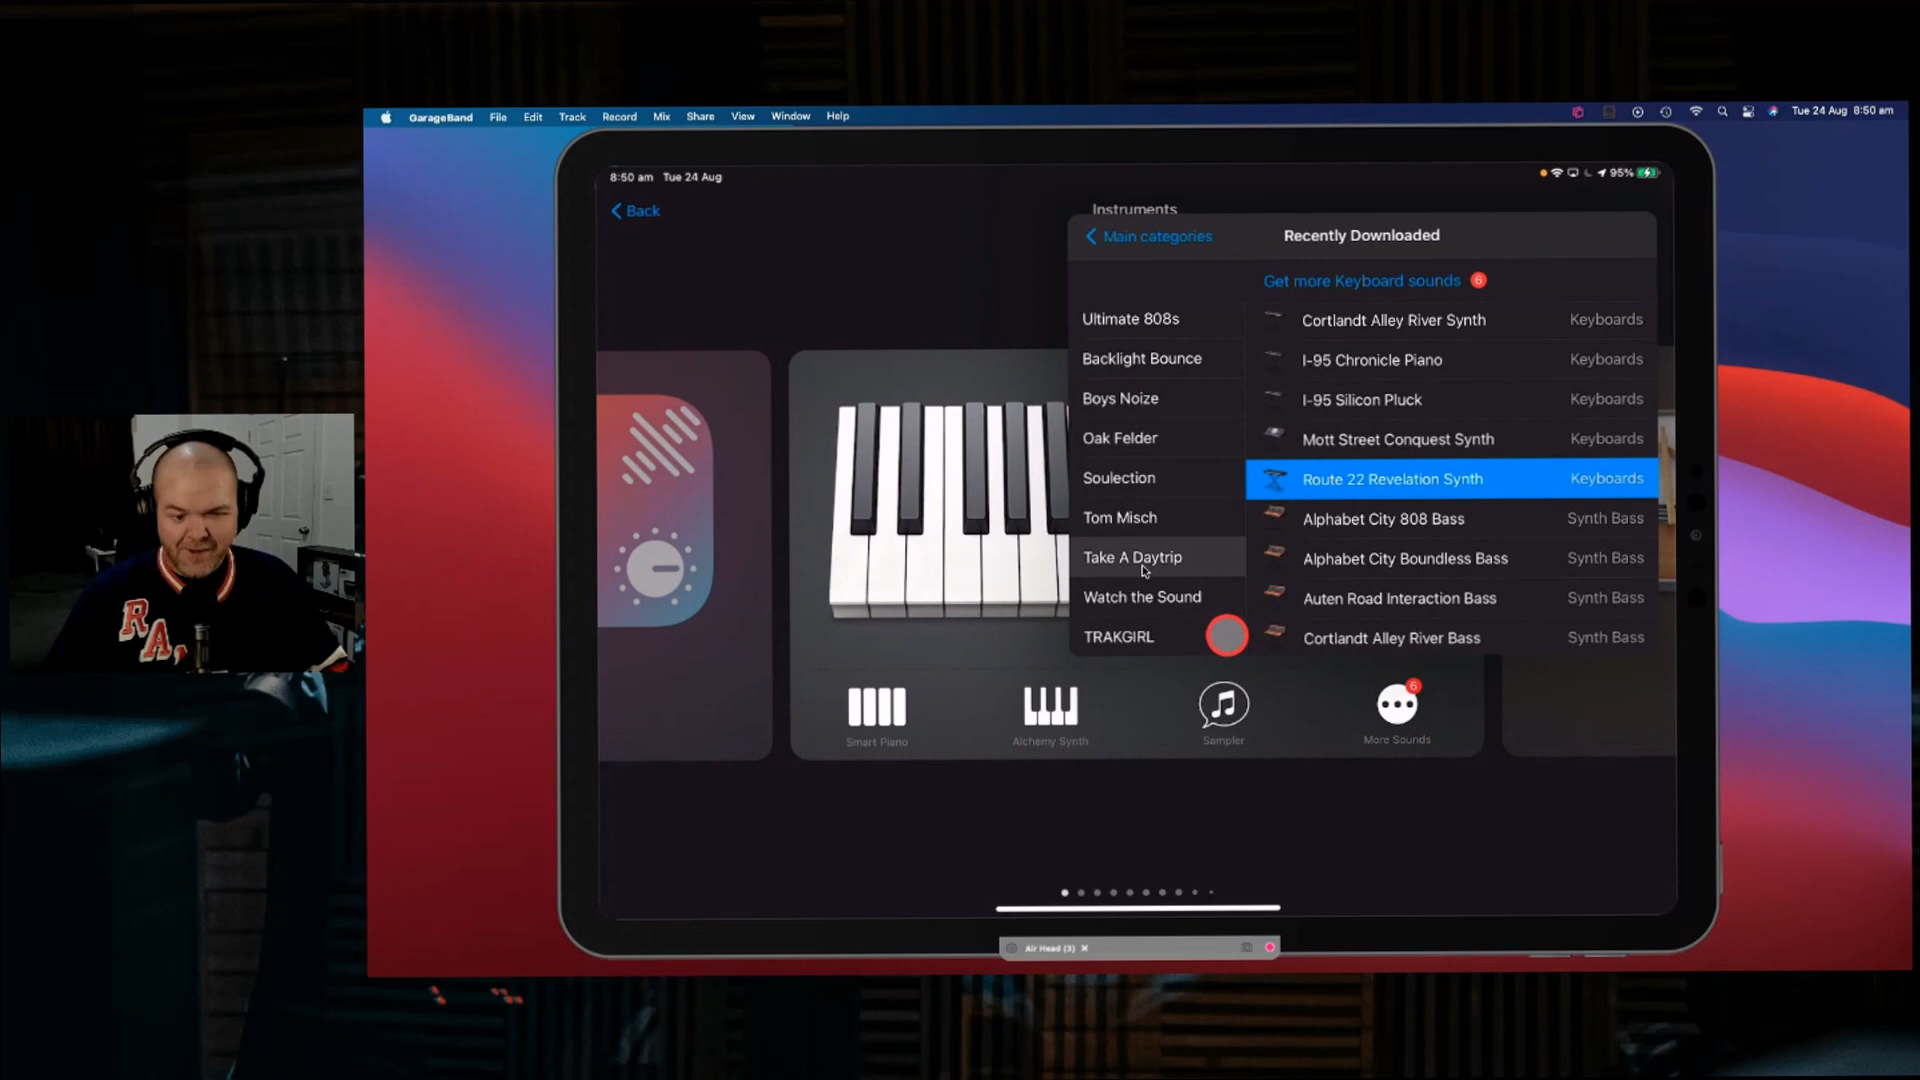 GarageBand File Edit Track Record Mix Share View Window Help
Tue 24 Aug 8:50 am
8:50 am Tue 24 Aug
95%
Back
Instruments
Main categories
Recently Downloaded
Get more Keyboard sounds 6
Ultimate 808s
Backlight Bounce
Boys Noize
Oak Felder
Soulection
Tom Misch
Take A Daytrip
Watch the Sound
TRAKGIRL
Cortlandt Alley River Synth Keyboards
I-95 Chronicle Piano Keyboards
I-95 Silicon Pluck Keyboards
Mott Street Conquest Synth Keyboards
Route 22 Revelation Synth Keyboards
Alphabet City 808 Bass Synth Bass
Alphabet City Boundless Bass Synth Bass
Auten Road Interaction Bass Synth Bass
Cortlandt Alley River Bass Synth Bass
Smart Piano
Alchemy Synth
Sampler
6
More Sounds
Air Head (3)
R
A